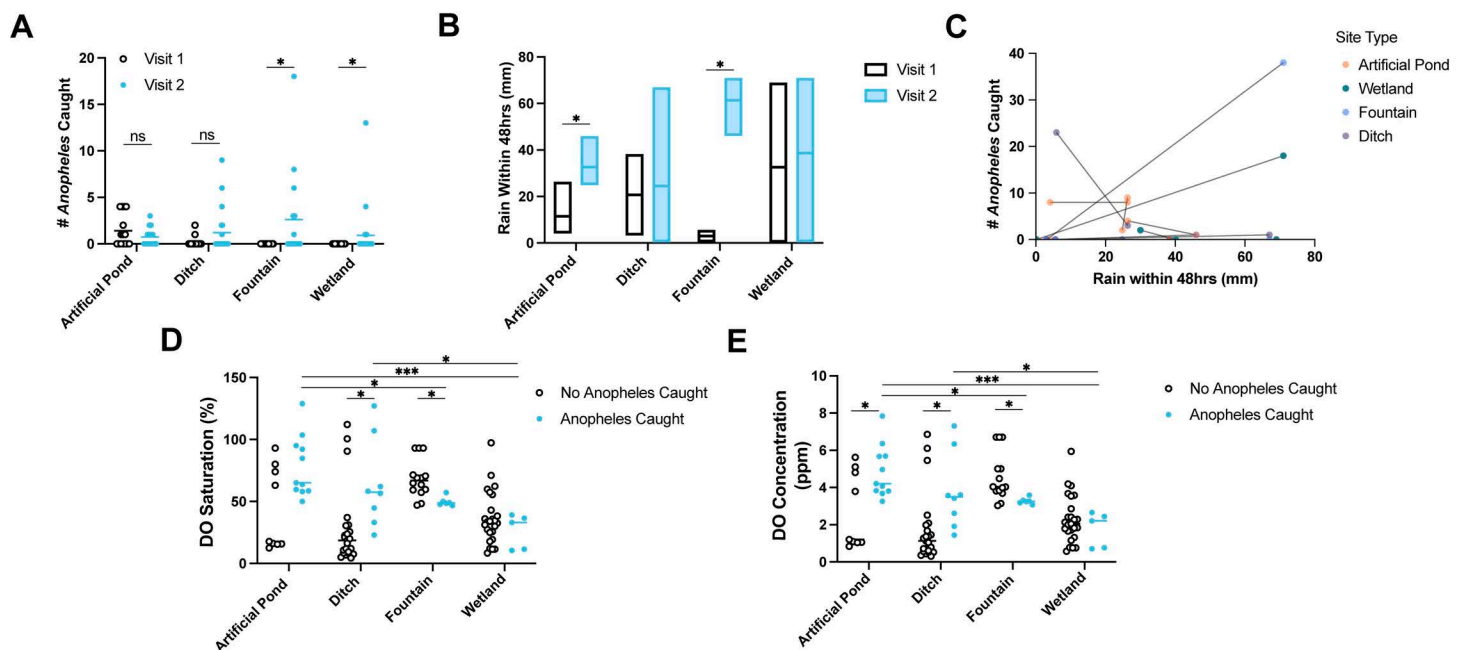 A
# Anopheles Caught
20
15
10
5
0
Visit 1
Visit 2
ns
ns
*
*
Artificial Pond
Ditch
Fountain
Wetland
B
Rain Within 48hrs (mm)
80
60
40
20
0
*
*
Visit 1
Visit 2
Artificial Pond
Ditch
Fountain
Wetland
C
# Anopheles Caught
40
30
20
10
0
0
20
40
60
80
Rain within 48hrs (mm)
Site Type
Artificial Pond
Wetland
Fountain
Ditch
D
DO Saturation (%)
150
100
50
0
*
***
*
*
*
No Anopheles Caught
Anopheles Caught
Artificial Pond
Ditch
Fountain
Wetland
E
DO Concentration
(ppm)
10
8
6
4
2
0
*
***
*
*
*
*
No Anopheles Caught
Anopheles Caught
Artificial Pond
Ditch
Fountain
Wetland